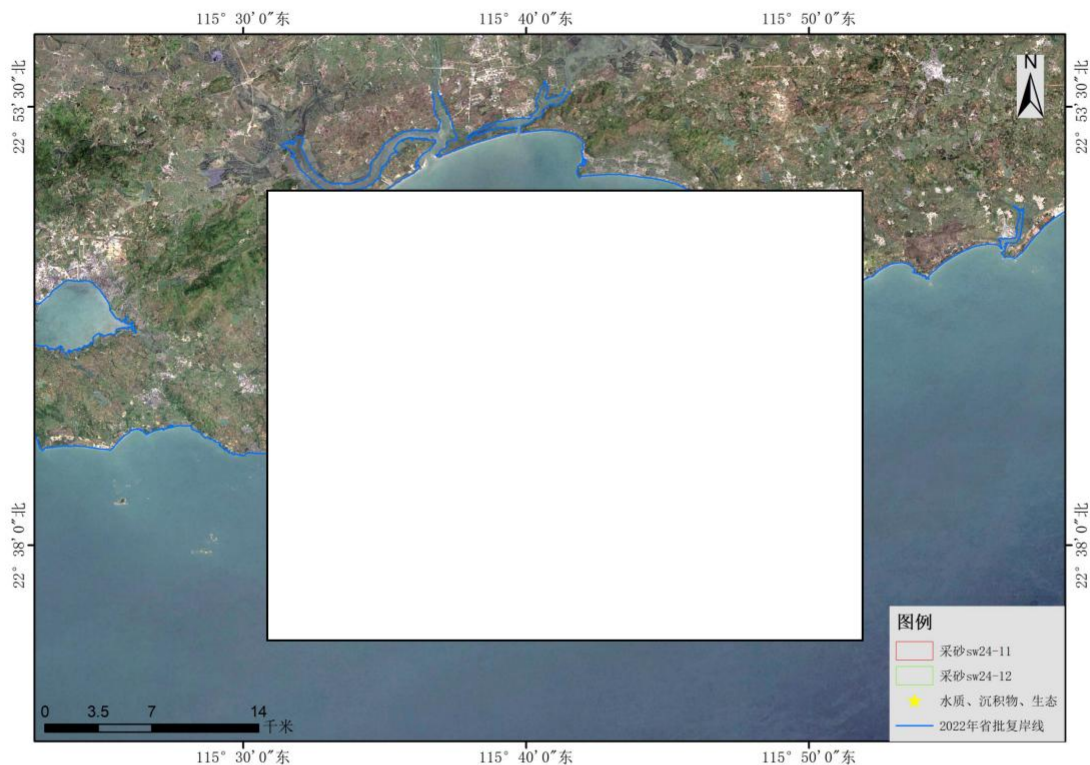 115° 30′0″东
115° 40′0″东
115° 50′0″东
N
22° 53′30″北
22° 53′30″北
22° 38′0″北
22° 38′0″北
图例
采砂sw24-11
采砂sw24-12
水质、沉积物、生态
2022年省批复岸线
0 3.5 7 14
千米
115° 30′0″东
115° 40′0″东
115° 50′0″东